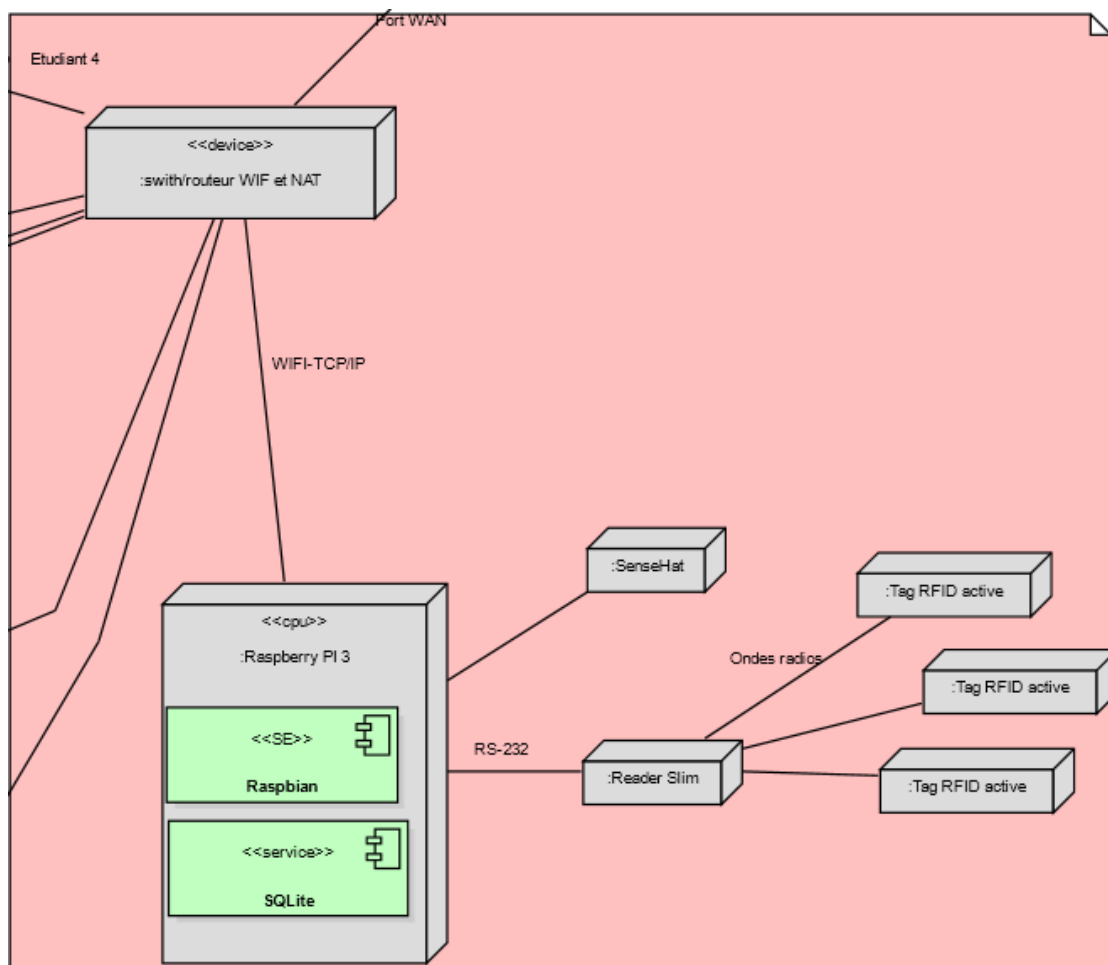 Port WAN
Etudiant 4
<<device>>
:swith/routeur WIF et NAT
WIFI-TCP/IP
:SenseHat
:Tag RFID active
<<cpu>>
:Raspberry PI 3
Ondes radios
:Tag RFID active
<<SE>>
Raspbian
RS-232
:Reader Slim
:Tag RFID active
<<service>>
SQLite